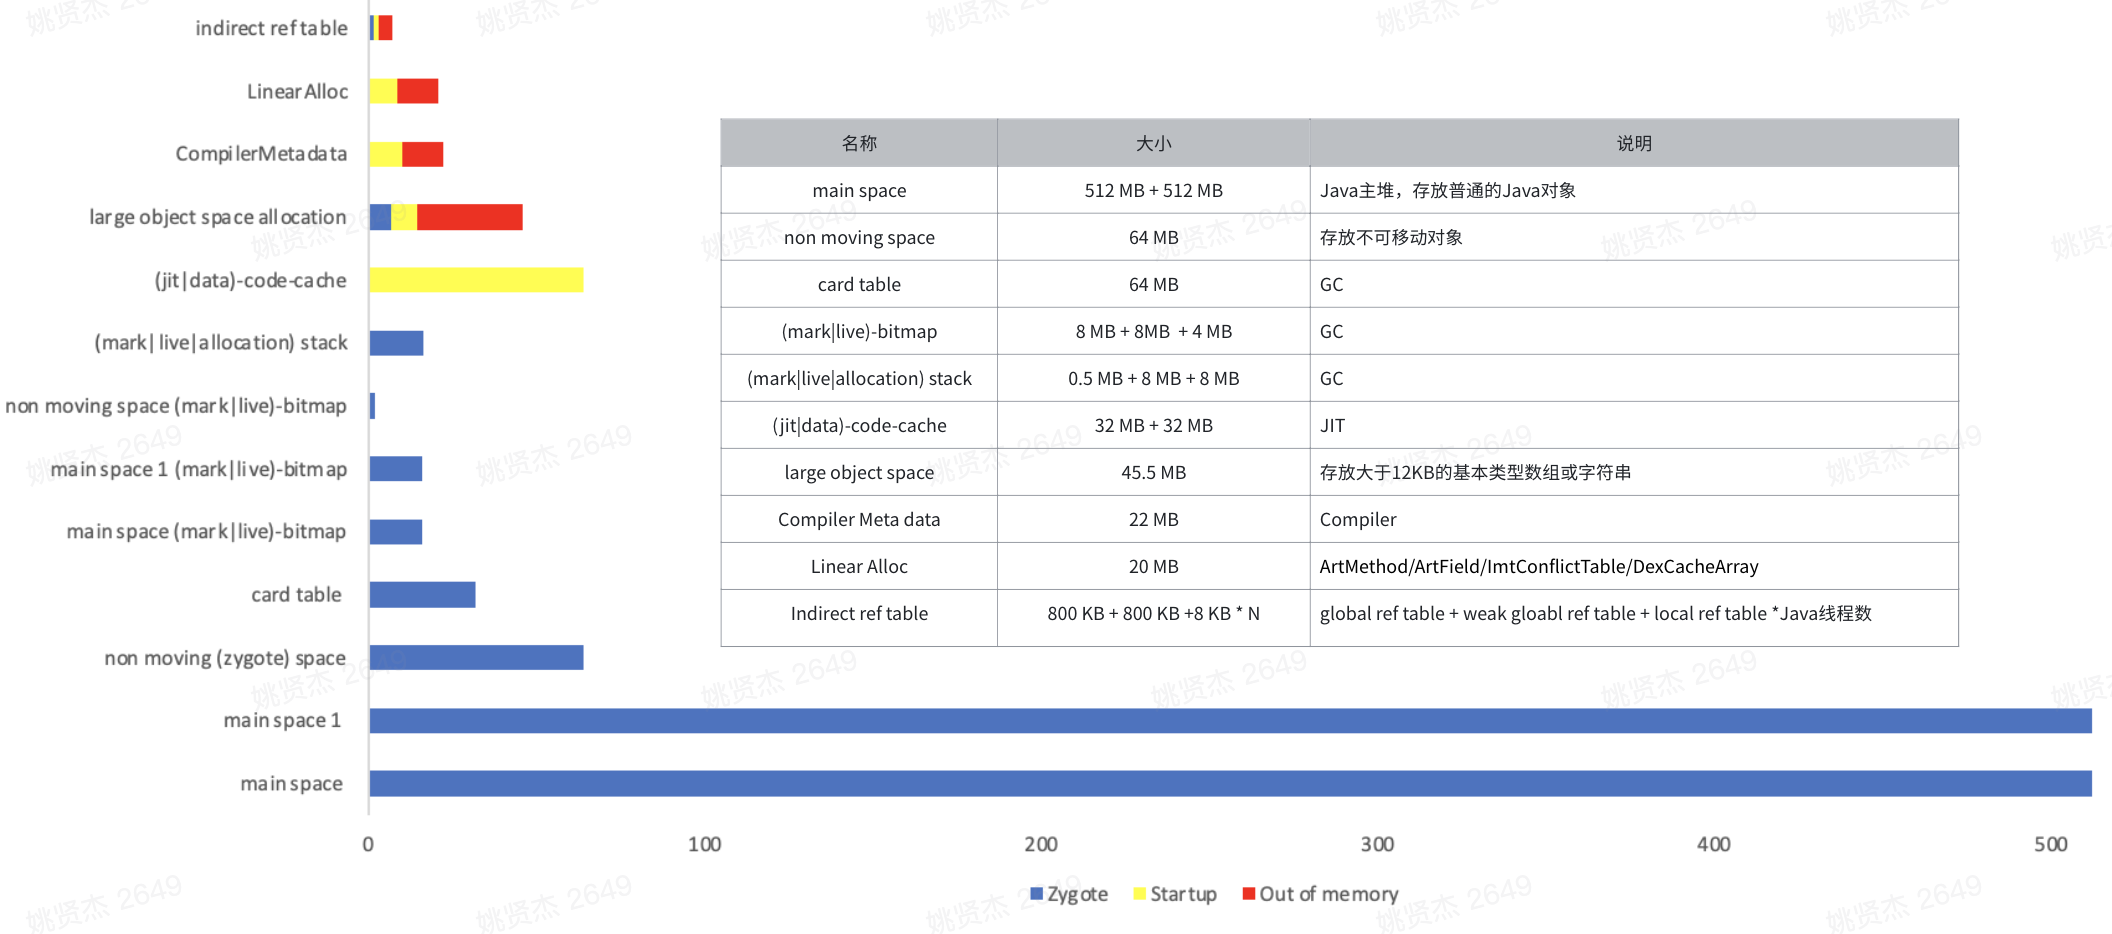 indirect ref table
LinearAlloc
CompilerMetadata
large object space allocation
(jit|data)-code-cache
(mark| live|allocation) stack
non moving space (mark|live)-bitmap
main space 1 (mark|live)-bitmap
main space (mark|live)-bitmap
card table
non moving (zygote) space
main space 1
main space
0 100 200 300 400 500
Zygote Startup Out of memory
名称 大小 说明
main space 512 MB + 512 MB Java主堆，存放普通的Java对象
non moving space 64 MB 存放不可移动对象
card table 64 MB GC
(mark|live)-bitmap 8 MB + 8MB + 4 MB GC
(mark|live|allocation) stack 0.5 MB + 8 MB + 8 MB GC
(jit|data)-code-cache 32 MB + 32 MB JIT
large object space 45.5 MB 存放大于12KB的基本类型数组或字符串
Compiler Meta data 22 MB Compiler
Linear Alloc 20 MB ArtMethod/ArtField/ImtConflictTable/DexCacheArray
Indirect ref table 800 KB + 800 KB +8 KB * N global ref table + weak gloabl ref table + local ref table *Java线程数
姚贤杰 2649